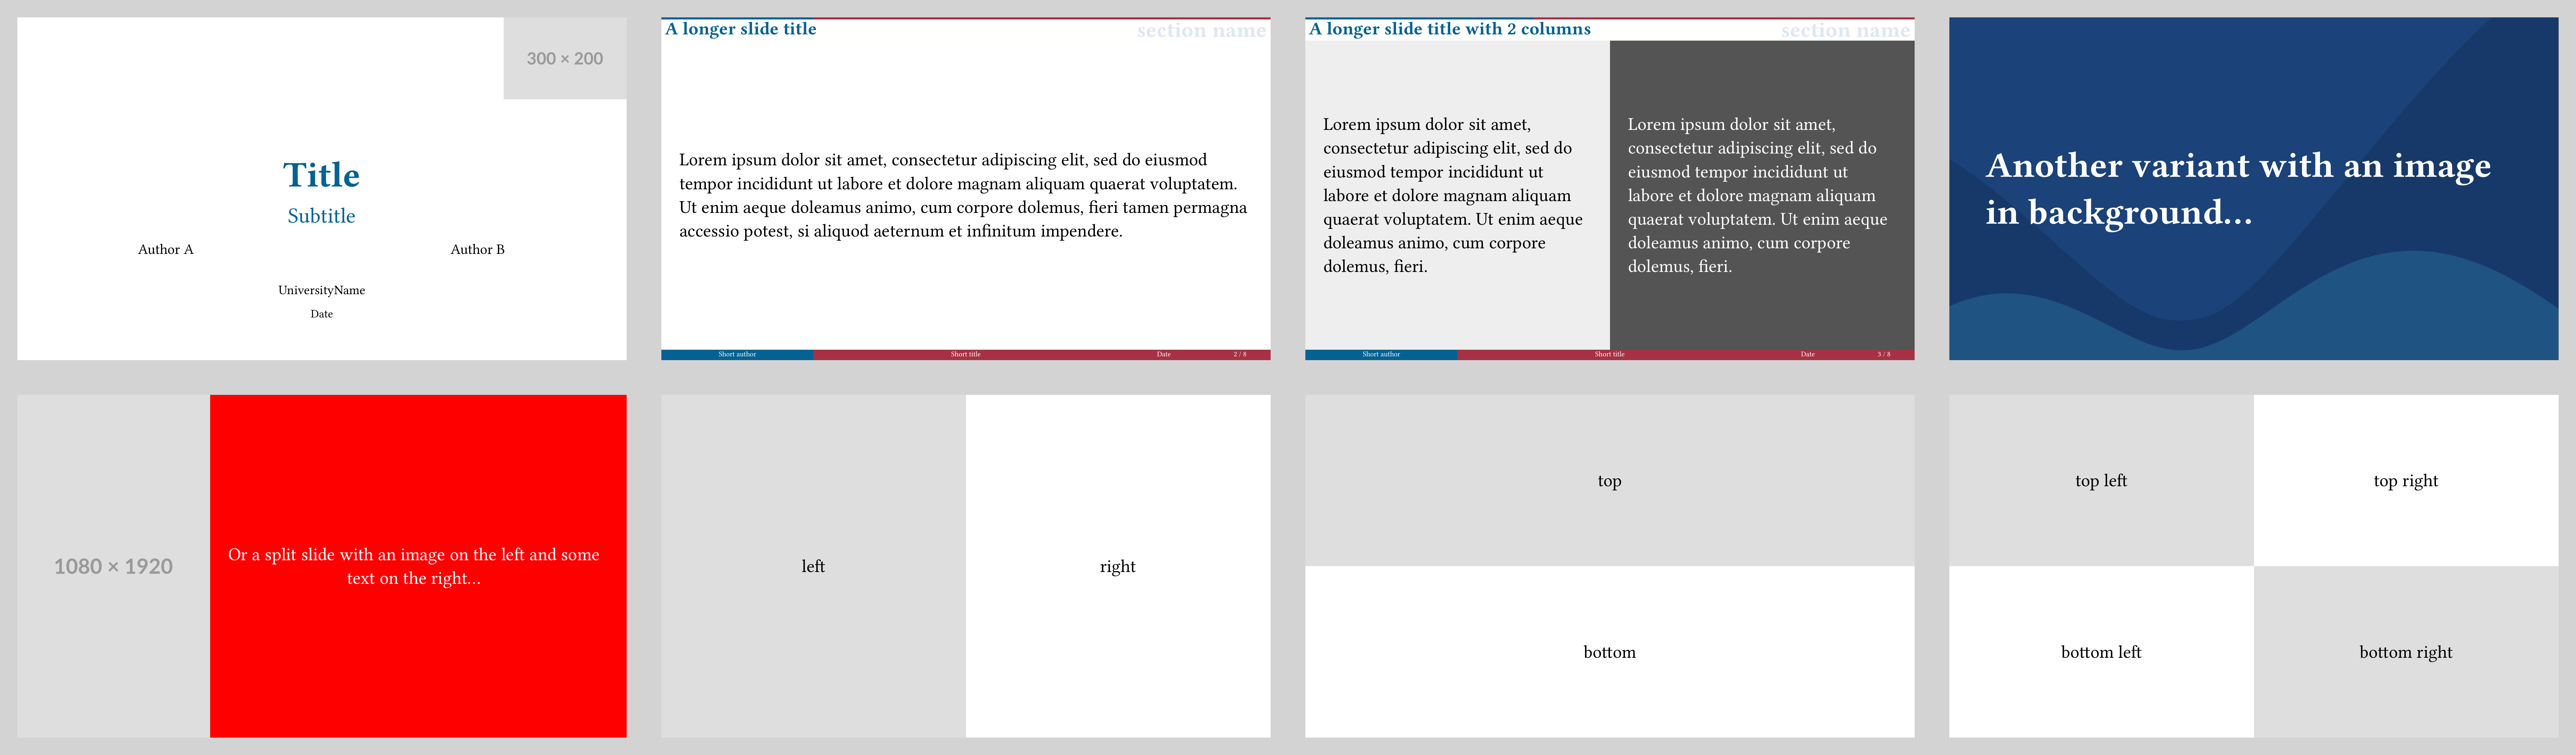 300 × 200
Title
Subtitle
Author A
Author B
UniversityName
Date
A longer slide title
section name
Lorem ipsum dolor sit amet, consectetur adipiscing elit, sed do eiusmod
tempor incididunt ut labore et dolore magnam aliquam quaerat voluptatem.
Ut enim aeque doleamus animo, cum corpore dolemus, fieri tamen permagna
accessio potest, si aliquod aeternum et infinitum impendere.
Short author
Short title
Date
2 / 8
A longer slide title with 2 columns
section name
Lorem ipsum dolor sit amet,
consectetur adipiscing elit, sed do
eiusmod tempor incididunt ut
labore et dolore magnam aliquam
quaerat voluptatem. Ut enim aeque
doleamus animo, cum corpore
dolemus, fieri.
Lorem ipsum dolor sit amet,
consectetur adipiscing elit, sed do
eiusmod tempor incididunt ut
labore et dolore magnam aliquam
quaerat voluptatem. Ut enim aeque
doleamus animo, cum corpore
dolemus, fieri.
Short author
Short title
Date
3 / 8
Another variant with an image
in background…
1080 × 1920
Or a split slide with an image on the left and some
text on the right…
left
right
top
bottom
top left
top right
bottom left
bottom right